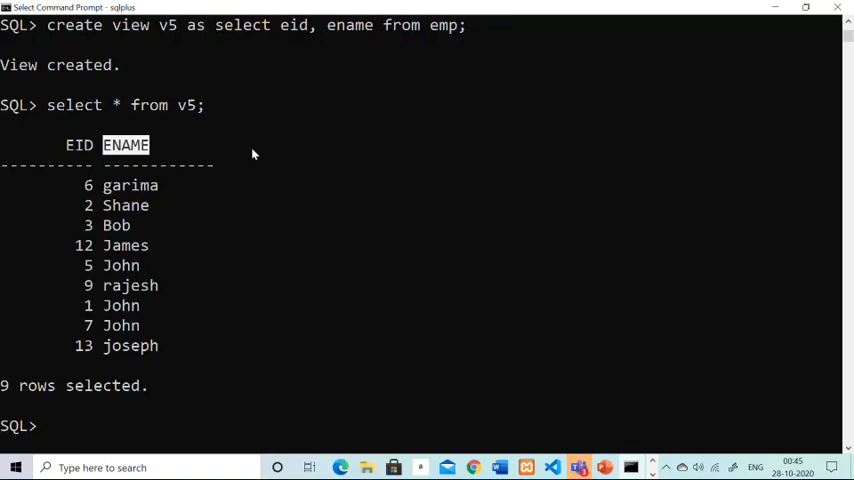 Select Command Prompt - sqlplus
SQL> create view v5 as select eid, ename from emp;
View created.
SQL> select * from v5;
EID ENAME
---------- ------------
6 garima
2 Shane
3 Bob
12 James
5 John
9 rajesh
1 John
7 John
13 joseph
9 rows selected.
SQL>
Type here to search
ENG
00:45
28-10-2020